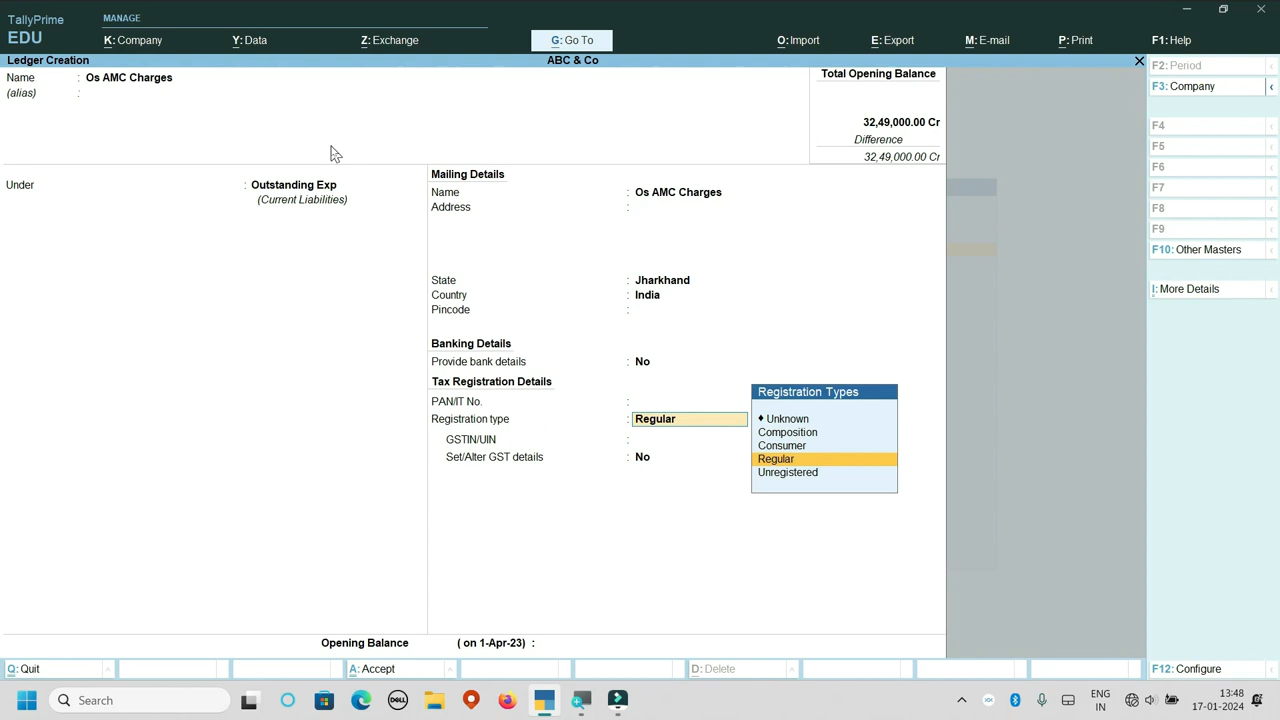 TallyPrime
EDU
MANAGE
K: Company
Y: Data
Z: Exchange
G: Go To
O: Import
E: Export
M: E-mail
P: Print
F1: Help
Ledger Creation
ABC & Co
Name : Os AMC Charges
(alias) :
Total Opening Balance
32,49,000.00 Cr
Difference
32,49,000.00 Cr
Under : Outstanding Exp
(Current Liabilities)
Mailing Details
Name : Os AMC Charges
Address :
State : Jharkhand
Country : India
Pincode :
Banking Details
Provide bank details : No
Tax Registration Details
PAN/IT No. :
Registration type : Regular
GSTIN/UIN :
Set/Alter GST details : No
Registration Types
♦ Unknown
Composition
Consumer
Regular
Unregistered
Opening Balance ( on 1-Apr-23) :
F2: Period
F3: Company
F4
F5
F6
F7
F8
F9
F10: Other Masters
I: More Details
Q: Quit
A: Accept
D: Delete
F12: Configure
Search
DELL
ENG
IN
13:48
17-01-2024